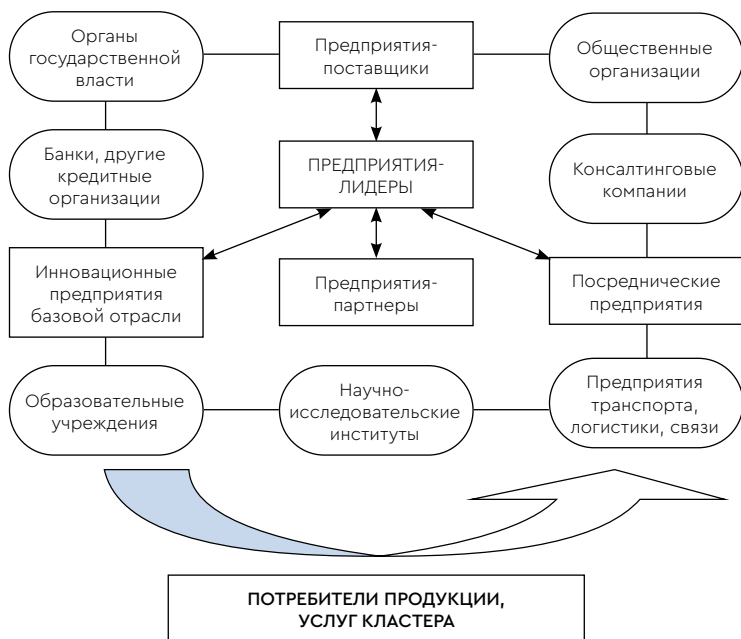 Органы
государственной
власти
Предприятия-
поставщики
Общественные
организации
Банки, другие
кредитные
организации
ПРЕДПРИЯТИЯ-
ЛИДЕРЫ
Консалтинговые
компании
Инновационные
предприятия
базовой отрасли
Предприятия-
партнеры
Посреднические
предприятия
Образовательные
учреждения
Научно-
исследовательские
институты
Предприятия
транспорта,
логистики, связи
ПОТРЕБИТЕЛИ ПРОДУКЦИИ,
УСЛУГ КЛАСТЕРА